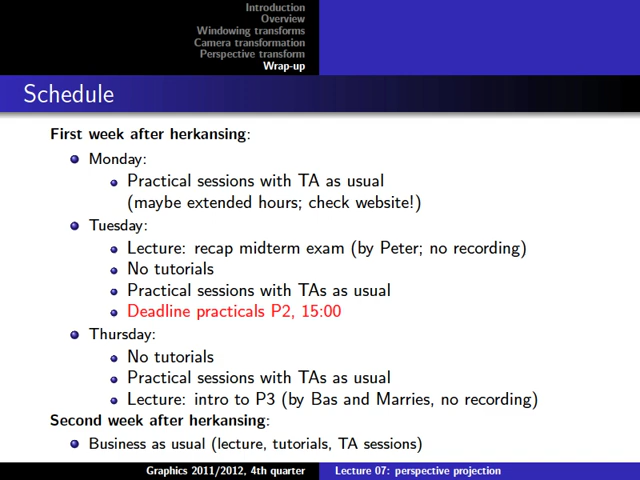 Introduction
Overview
Windowing transforms
Camera transformation
Perspective transform
Wrap-up
Schedule
First week after herkansing:
Monday:
Practical sessions with TA as usual
(maybe extended hours; check website!)
Tuesday:
Lecture: recap midterm exam (by Peter; no recording)
No tutorials
Practical sessions with TAs as usual
Deadline practicals P2, 15:00
Thursday:
No tutorials
Practical sessions with TAs as usual
Lecture: intro to P3 (by Bas and Marries, no recording)
Second week after herkansing:
Business as usual (lecture, tutorials, TA sessions)
Graphics 2011/2012, 4th quarter
Lecture 07: perspective projection